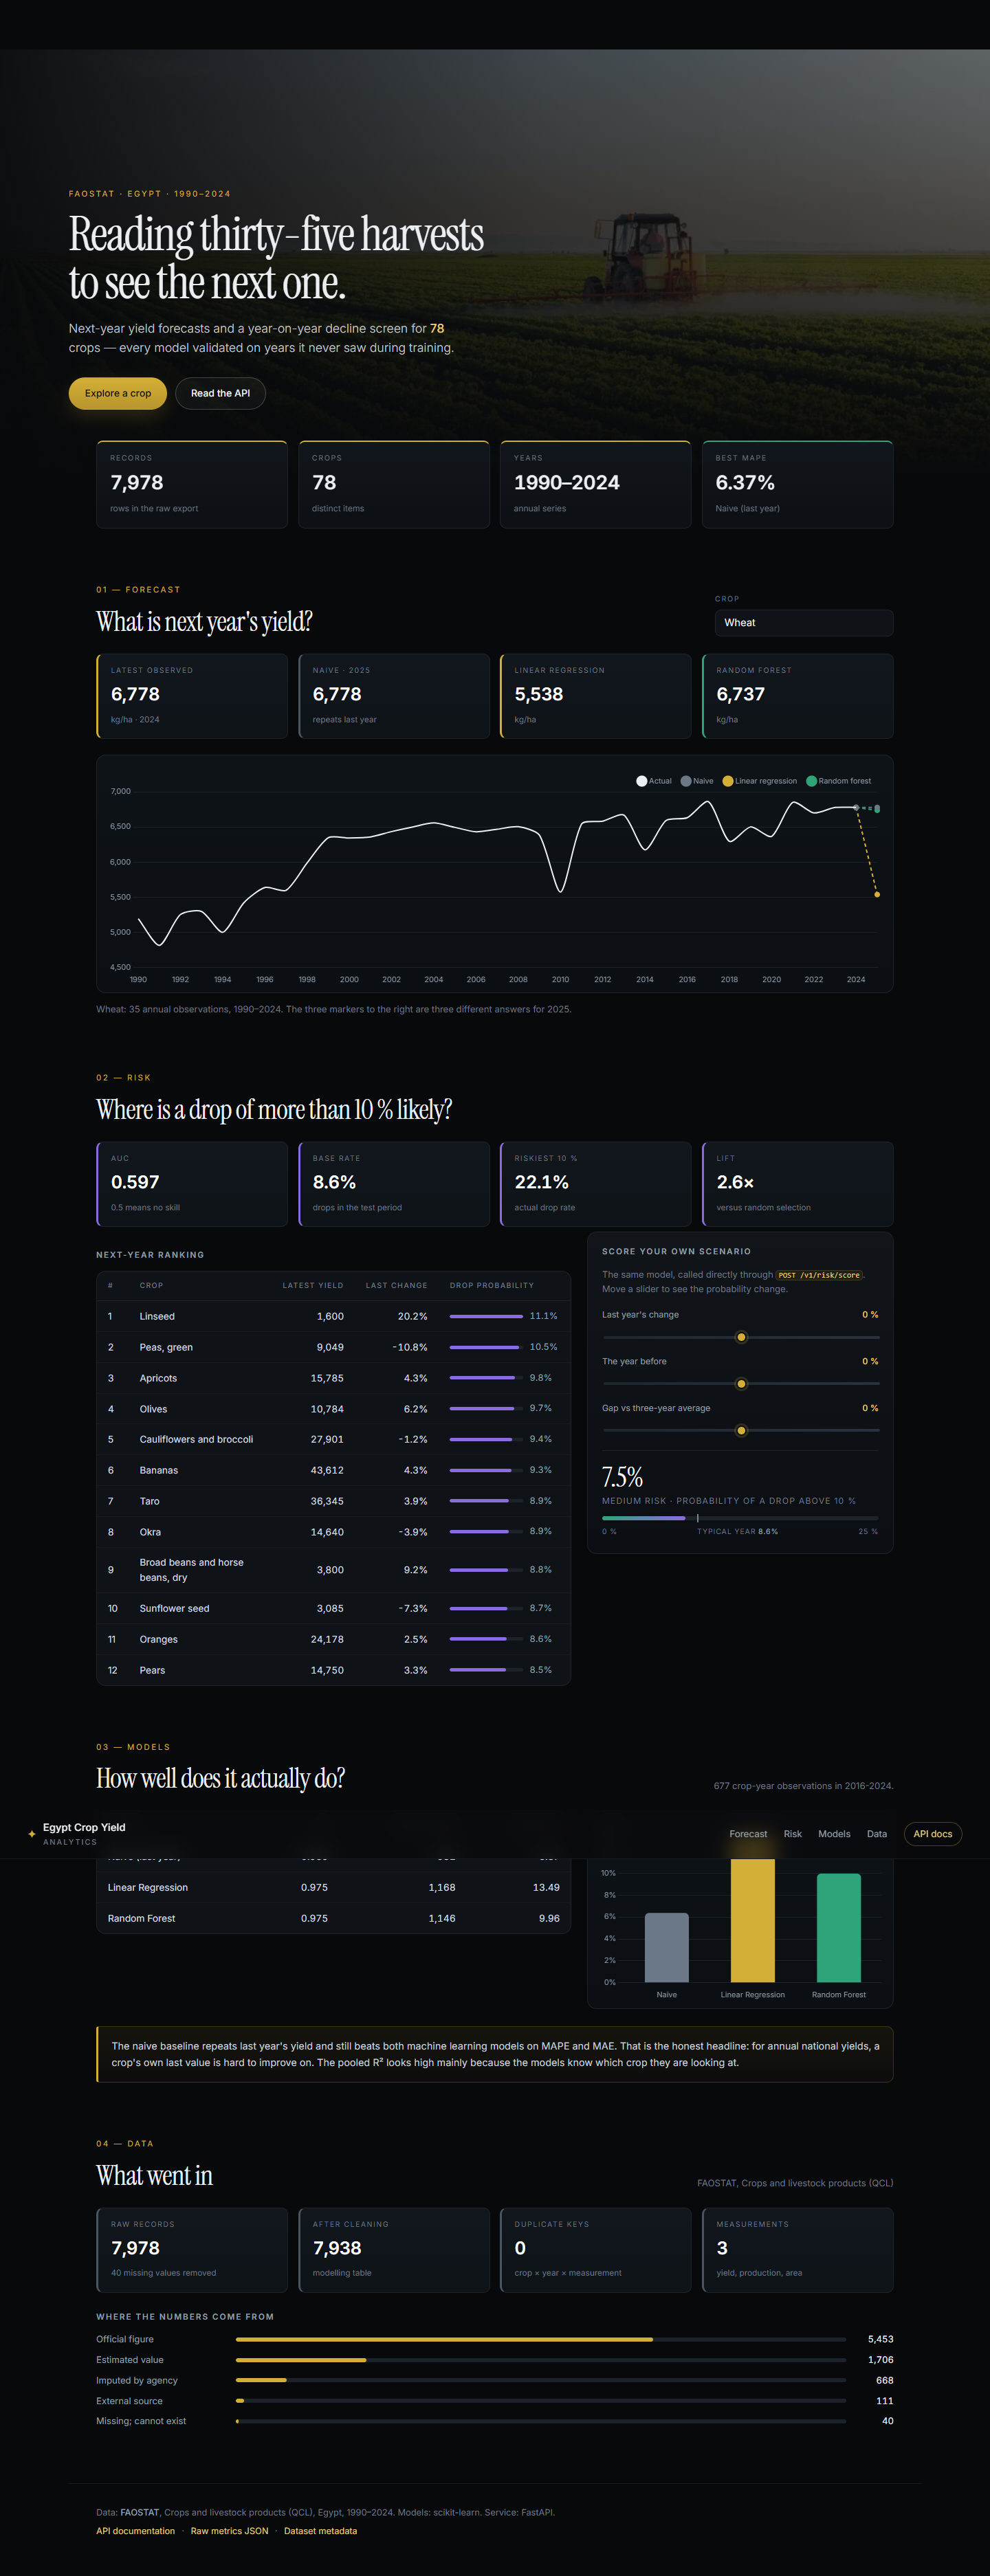 FAOSTAT · EGYPT · 1990–2024
Reading thirty-five harvests
to see the next one.
Next-year yield forecasts and a year-on-year decline screen for 78
crops — every model validated on years it never saw during training.
Explore a crop
Read the API
RECORDS
7,978
rows in the raw export
CROPS
78
distinct items
YEARS
1990–2024
annual series
BEST MAPE
6.37%
Naive (last year)
01 — FORECAST
What is next year's yield?
CROP
Wheat
LATEST OBSERVED
6,778
kg/ha · 2024
NAIVE · 2025
6,778
repeats last year
LINEAR REGRESSION
5,538
kg/ha
RANDOM FOREST
6,737
kg/ha
Actual Naive Linear regression Random forest
7,000
6,500
6,000
5,500
5,000
4,500
1990 1992 1994 1996 1998 2000 2002 2004 2006 2008 2010 2012 2014 2016 2018 2020 2022 2024
Wheat: 35 annual observations, 1990–2024. The three markers to the right are three different answers for 2025.
02 — RISK
Where is a drop of more than 10 % likely?
AUC
0.597
0.5 means no skill
BASE RATE
8.6%
drops in the test period
RISKIEST 10 %
22.1%
actual drop rate
LIFT
2.6×
versus random selection
NEXT-YEAR RANKING
# CROP LATEST YIELD LAST CHANGE DROP PROBABILITY
1 Linseed 1,600 20.2% 11.1%
2 Peas, green 9,049 -10.8% 10.5%
3 Apricots 15,785 4.3% 9.8%
4 Olives 10,784 6.2% 9.7%
5 Cauliflowers and broccoli 27,901 -1.2% 9.4%
6 Bananas 43,612 4.3% 9.3%
7 Taro 36,345 3.9% 8.9%
8 Okra 14,640 -3.9% 8.9%
9 Broad beans and horse
beans, dry 3,800 9.2% 8.8%
10 Sunflower seed 3,085 -7.3% 8.7%
11 Oranges 24,178 2.5% 8.6%
12 Pears 14,750 3.3% 8.5%
SCORE YOUR OWN SCENARIO
The same model, called directly through POST /v1/risk/score.
Move a slider to see the probability change.
Last year's change 0 %
The year before 0 %
Gap vs three-year average 0 %
7.5%
MEDIUM RISK · PROBABILITY OF A DROP ABOVE 10 %
0 % TYPICAL YEAR 8.6% 25 %
03 — MODELS
How well does it actually do?
677 crop-year observations in 2016-2024.
Egypt Crop Yield
ANALYTICS
Forecast Risk Models Data API docs
Linear Regression 0.975 1,168 13.49
Random Forest 0.975 1,146 9.96
10%
8%
6%
4%
2%
0%
Naive Linear Regression Random Forest
The naive baseline repeats last year's yield and still beats both machine learning models on MAPE and MAE. That is the honest headline: for annual national yields, a
crop's own last value is hard to improve on. The pooled R² looks high mainly because the models know which crop they are looking at.
04 — DATA
What went in
FAOSTAT, Crops and livestock products (QCL)
RAW RECORDS
7,978
40 missing values removed
AFTER CLEANING
7,938
modelling table
DUPLICATE KEYS
0
crop × year × measurement
MEASUREMENTS
3
yield, production, area
WHERE THE NUMBERS COME FROM
Official figure 5,453
Estimated value 1,706
Imputed by agency 668
External source 111
Missing; cannot exist 40
Data: FAOSTAT, Crops and livestock products (QCL), Egypt, 1990–2024. Models: scikit-learn. Service: FastAPI.
API documentation · Raw metrics JSON · Dataset metadata